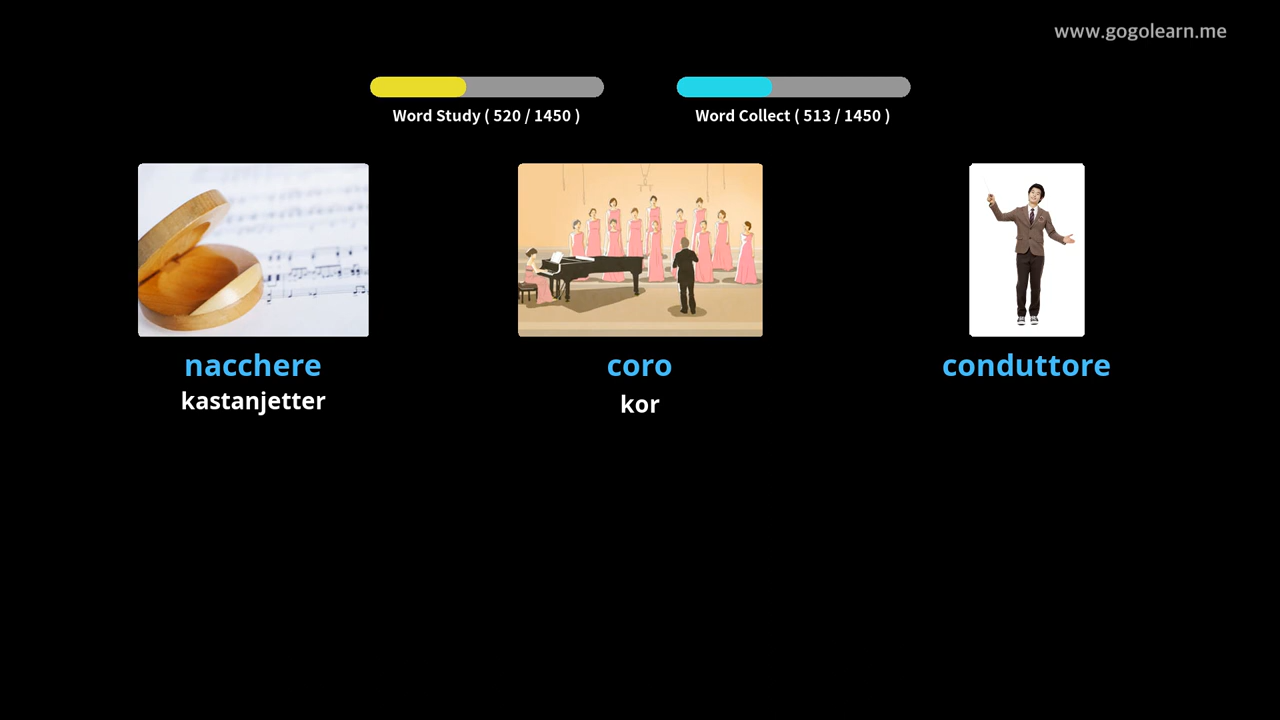 www.gogolearn.me
Word Study ( 520 / 1450 )
Word Collect ( 513 / 1450 )
nacchere
kastanjetter
coro
kor
conduttore